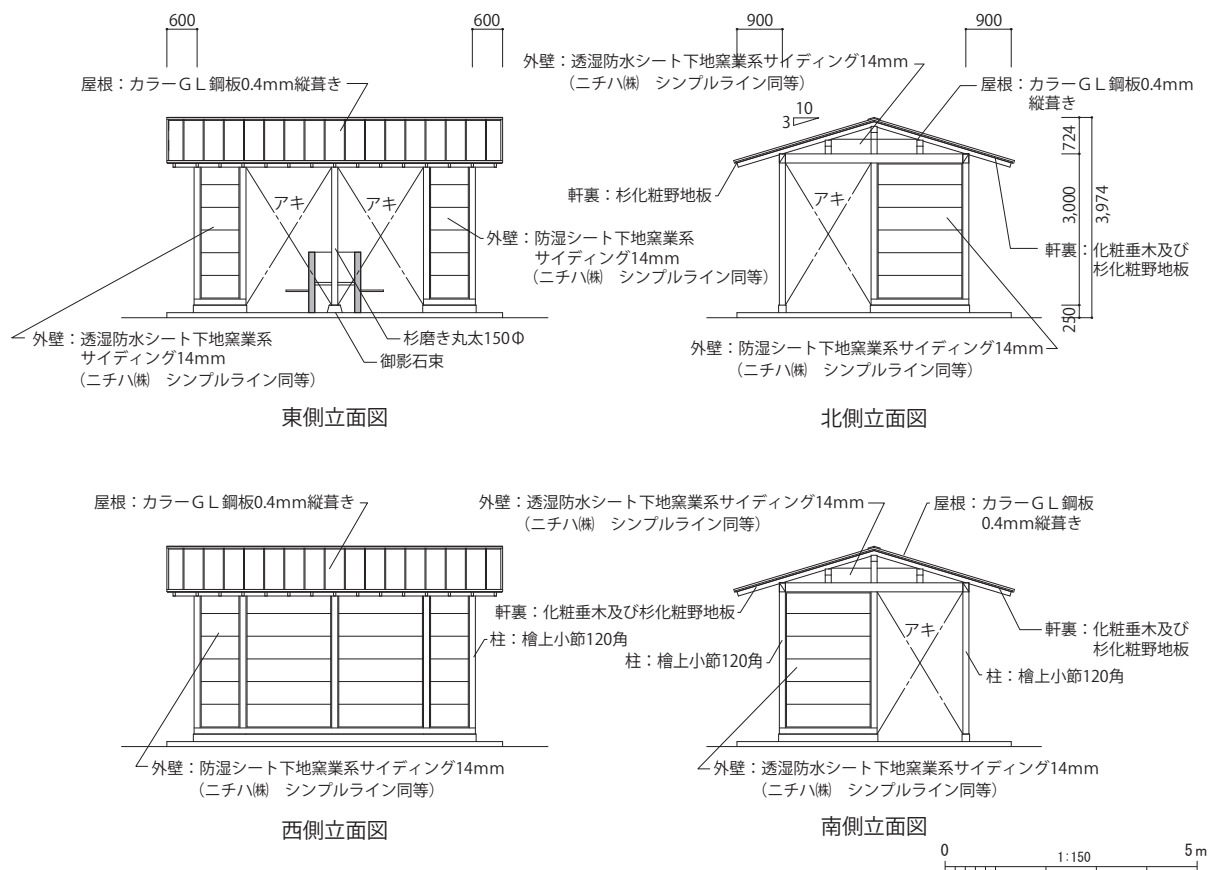 600
600
屋根：カラーＧＬ鋼板0.4mm縦葺き
アキ
アキ
外壁：防湿シート下地窯業系
サイディング14mm
（ニチハ㈱　シンプルライン同等）
外壁：透湿防水シート下地窯業系
サイディング14mm
（ニチハ㈱　シンプルライン同等）
杉磨き丸太150Φ
御影石束
東側立面図
900
900
外壁：透湿防水シート下地窯業系サイディング14mm
（ニチハ㈱　シンプルライン同等）
屋根：カラーＧＬ鋼板0.4mm
縦葺き
10
3
724
3,000
3,974
250
アキ
軒裏：杉化粧野地板
軒裏：化粧垂木及び
杉化粧野地板
外壁：防湿シート下地窯業系サイディング14mm
（ニチハ㈱　シンプルライン同等）
北側立面図
屋根：カラーＧＬ鋼板0.4mm縦葺き
柱：檜上小節120角
外壁：防湿シート下地窯業系サイディング14mm
（ニチハ㈱　シンプルライン同等）
西側立面図
外壁：透湿防水シート下地窯業系サイディング14mm
（ニチハ㈱　シンプルライン同等）
屋根：カラーＧＬ鋼板
0.4mm縦葺き
軒裏：化粧垂木及び杉化粧野地板
アキ
軒裏：化粧垂木及び
杉化粧野地板
柱：檜上小節120角
柱：檜上小節120角
外壁：透湿防水シート下地窯業系サイディング14mm
（ニチハ㈱　シンプルライン同等）
南側立面図
0
1:150
5 m